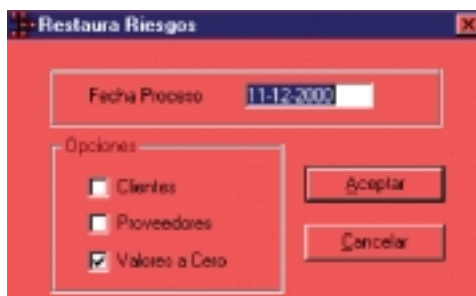 Restaura Riesgos
Fecha Proceso 11-12-2000
Opciones
Clientes
Proveedores
Valores a Cero
Aceptar
Cancelar